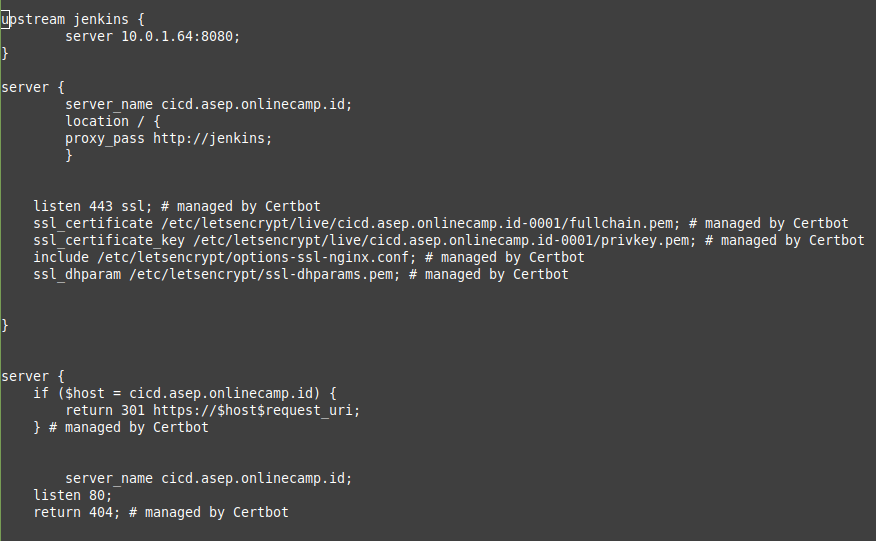 upstream jenkins {
server 10.0.1.64:8080;
}
server {
server_name cicd.asep.onlinecamp.id;
location / {
proxy_pass http://jenkins;
}
listen 443 ssl; # managed by Certbot
ssl_certificate /etc/letsencrypt/live/cicd.asep.onlinecamp.id-0001/fullchain.pem; # managed by Certbot
ssl_certificate_key /etc/letsencrypt/live/cicd.asep.onlinecamp.id-0001/privkey.pem; # managed by Certbot
include /etc/letsencrypt/options-ssl-nginx.conf; # managed by Certbot
ssl_dhparam /etc/letsencrypt/ssl-dhparams.pem; # managed by Certbot
}
server {
if ($host = cicd.asep.onlinecamp.id) {
return 301 https://$host$request_uri;
} # managed by Certbot
server_name cicd.asep.onlinecamp.id;
listen 80;
return 404; # managed by Certbot